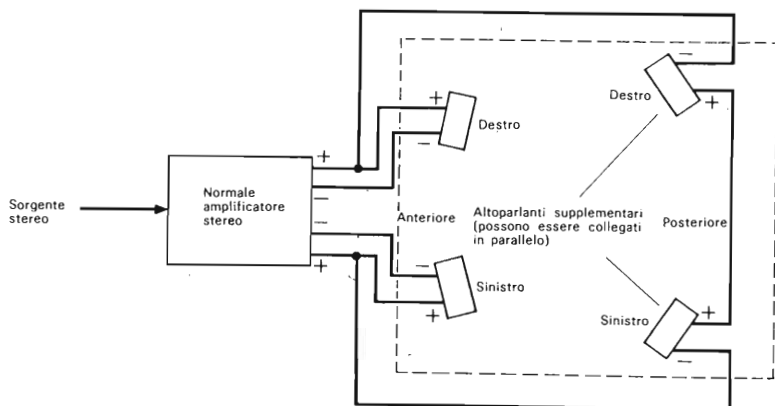 −
Destro
+
+
Destro
−
+
Normale
amplificatore
stereo
Sorgente
stereo
−
−
+
Anteriore
Altoparlanti supplementari
(possono essere collegati
in parallelo)
Posteriore
−
Sinistro
+
+
Sinistro
−